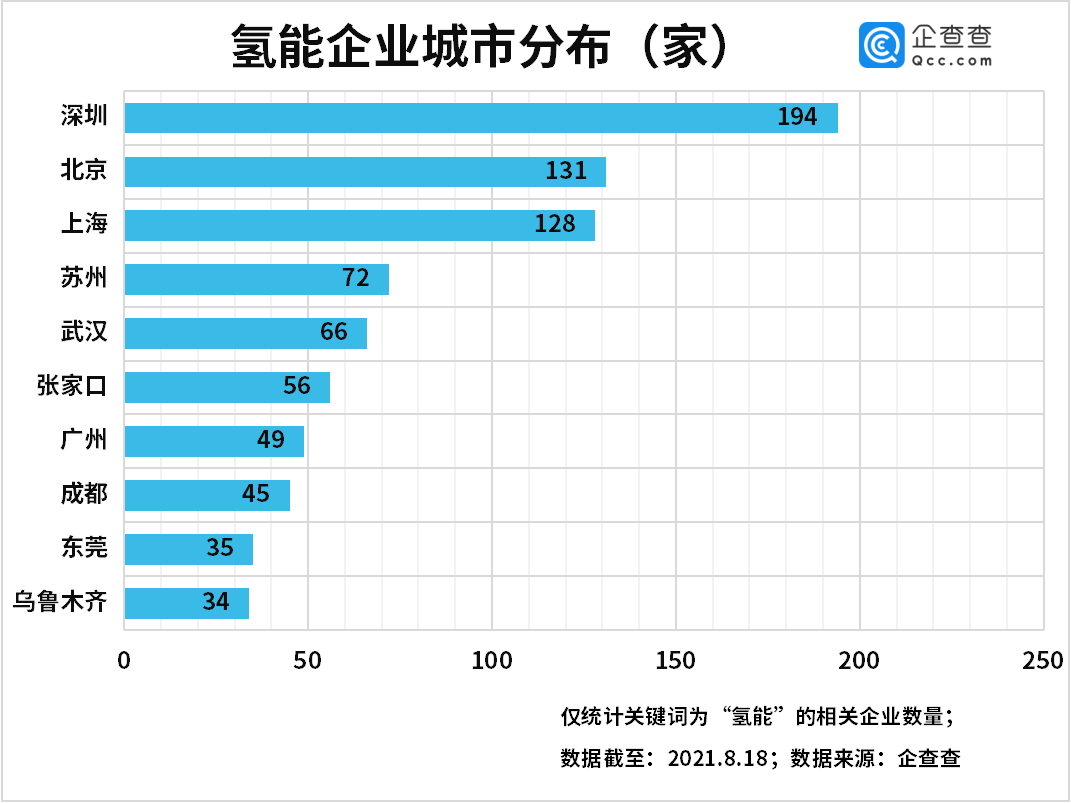 氢能企业城市分布（家）
企查查
Qcc.com
深圳
194
北京
131
上海
128
苏州
72
武汉
66
张家口
56
广州
49
成都
45
东莞
35
乌鲁木齐
34
0 50 100 150 200 250
仅统计关键词为“氢能”的相关企业数量；
数据截至：2021.8.18；数据来源：企查查